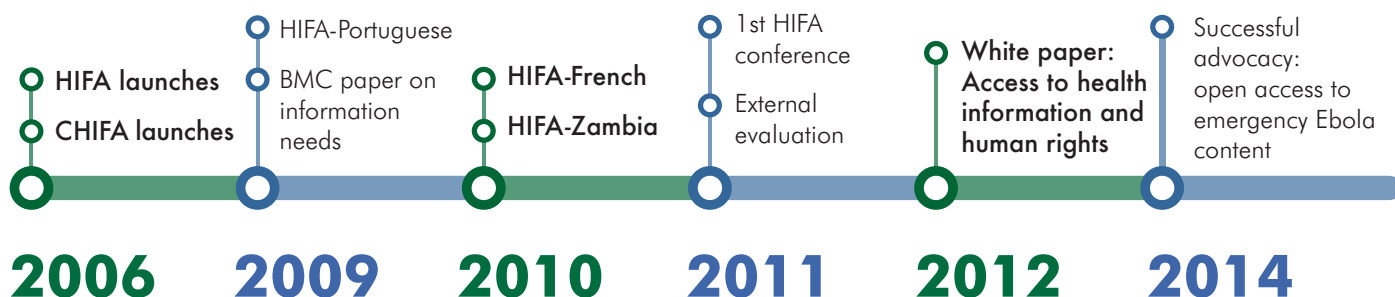 HIFA launches
CHIFA launches
2006
HIFA-Portuguese
BMC paper on
information
needs
2009
HIFA-French
HIFA-Zambia
2010
1st HIFA
conference
External
evaluation
2011
White paper:
Access to health
information and
human rights
2012
Successful
advocacy:
open access to
emergency Ebola
content
2014